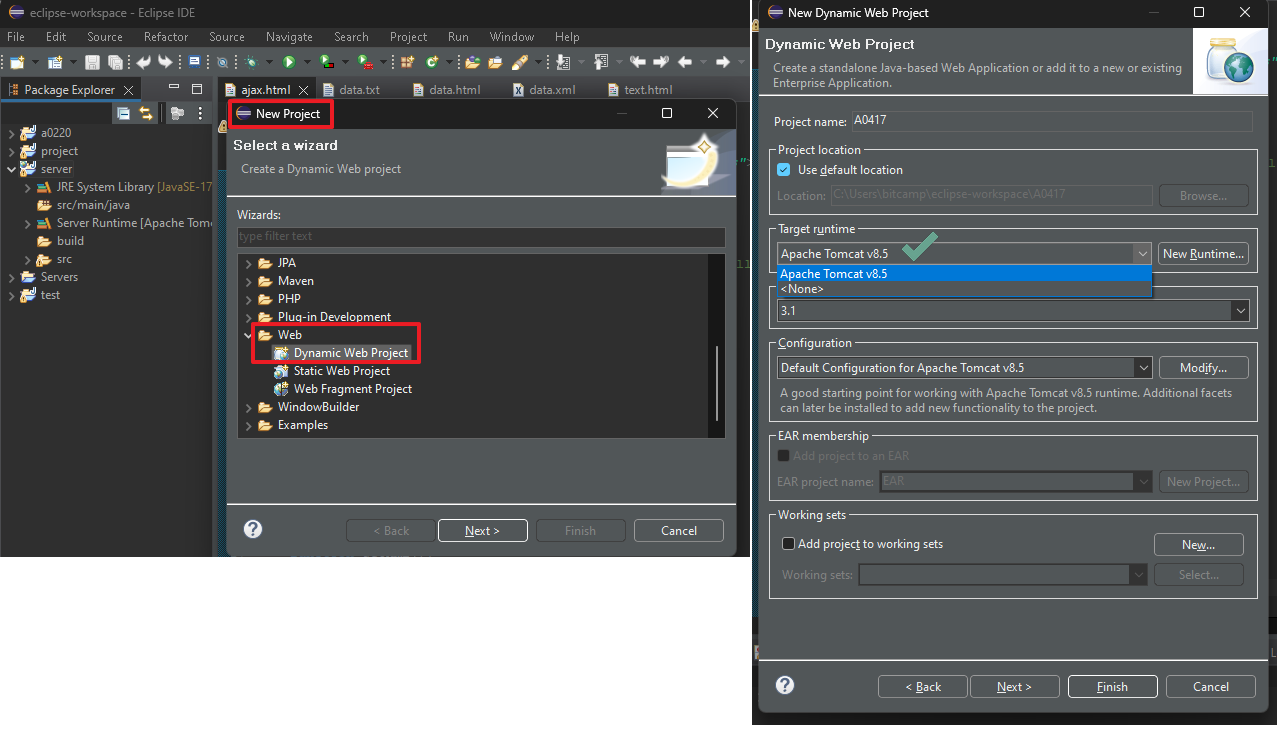 eclipse-workspace - Eclipse IDE
File Edit Source Refactor Source Navigate Search Project Run Window Help
Package Explorer
ajax.html data.txt data.html data.xml text.html
a0220
project
server
JRE System Library [JavaSE-17
src/main/java
Server Runtime [Apache Tome
build
src
Servers
test
New Project
Select a wizard
Create a Dynamic Web project
Wizards:
type filter text
JPA
Maven
PHP
Plug-in Development
Web
Dynamic Web Project
Static Web Project
Web Fragment Project
WindowBuilder
Examples
< Back Next > Finish Cancel
New Dynamic Web Project
Dynamic Web Project
Create a standalone Java-based Web Application or add it to a new or existing
Enterprise Application.
Project name: A0417
Project location
Use default location
Location: C:\Users\bitcamp\eclipse-workspace\A0417 Browse...
Target runtime
Apache Tomcat v8.5 New Runtime...
Apache Tomcat v8.5
<None>
3.1
Configuration
Default Configuration for Apache Tomcat v8.5 Modify...
A good starting point for working with Apache Tomcat v8.5 runtime. Additional facets
can later be installed to add new functionality to the project.
EAR membership
Add project to an EAR
EAR project name: EAR New Project...
Working sets
Add project to working sets New...
Working sets: Select...
< Back Next > Finish Cancel